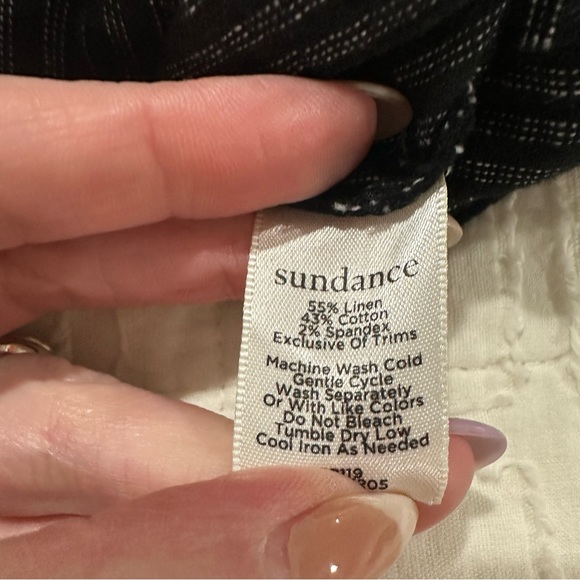 sundance
55% Linen
43% Cotton
2% Spandex
Exclusive Of Trims
Machine Wash Cold
Gentle Cycle
Wash Separately
Or With Like Colors
Do Not Bleach
Tumble Dry Low
Cool Iron As Needed